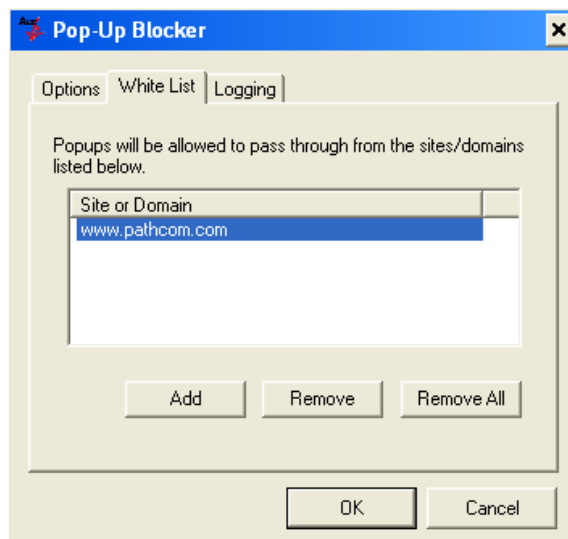 Pop-Up Blocker
Options White List Logging
Popups will be allowed to pass through from the sites/domains
listed below.
Site or Domain
www.pathcom.com
Add Remove Remove All
OK Cancel